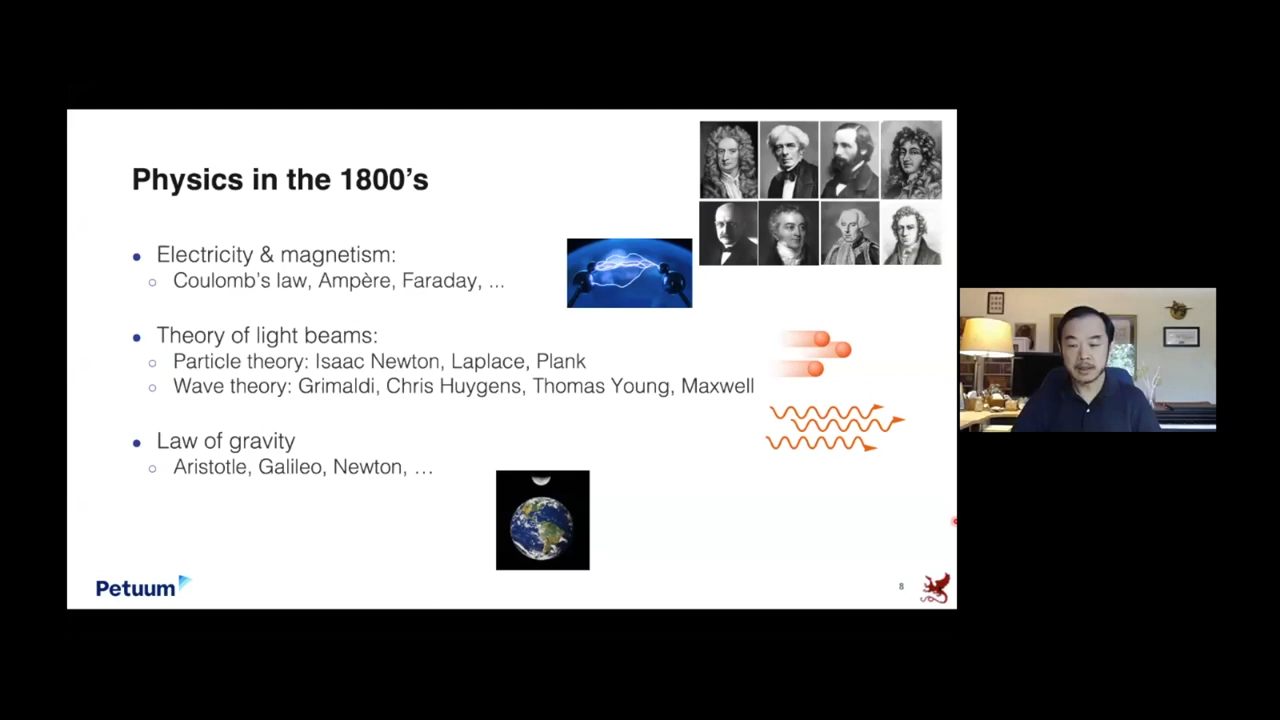 Physics in the 1800's
Electricity & magnetism:
Coulomb's law, Ampère, Faraday, ...
Theory of light beams:
Particle theory: Isaac Newton, Laplace, Plank
Wave theory: Grimaldi, Chris Huygens, Thomas Young, Maxwell
Law of gravity
Aristotle, Galileo, Newton, …
Petuum
8